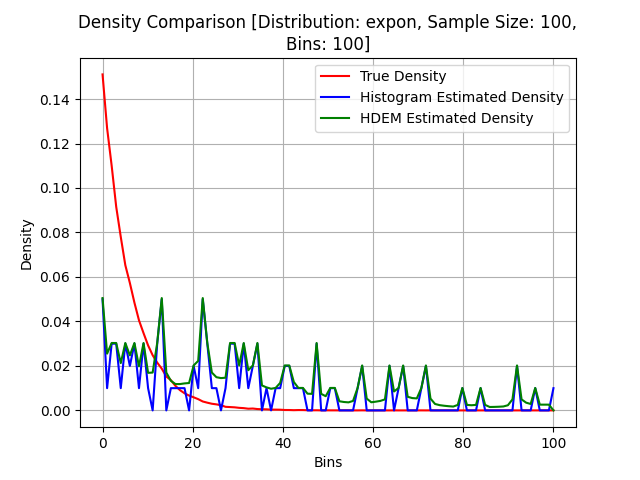 Density Comparison [Distribution: expon, Sample Size: 100,
Bins: 100]
True Density
Histogram Estimated Density
HDEM Estimated Density
Density
0.14
0.12
0.10
0.08
0.06
0.04
0.02
0.00
0 20 40 60 80 100
Bins